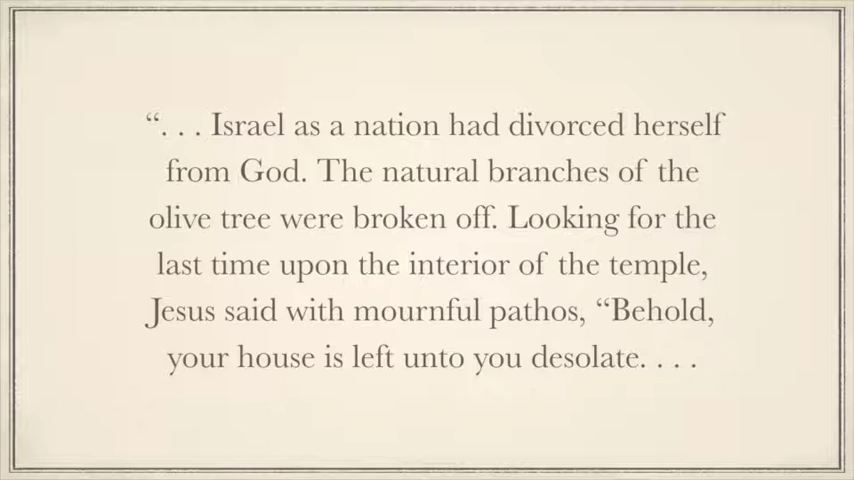 “. . . Israel as a nation had divorced herself
from God. The natural branches of the
olive tree were broken off. Looking for the
last time upon the interior of the temple,
Jesus said with mournful pathos, “Behold,
your house is left unto you desolate. . . .